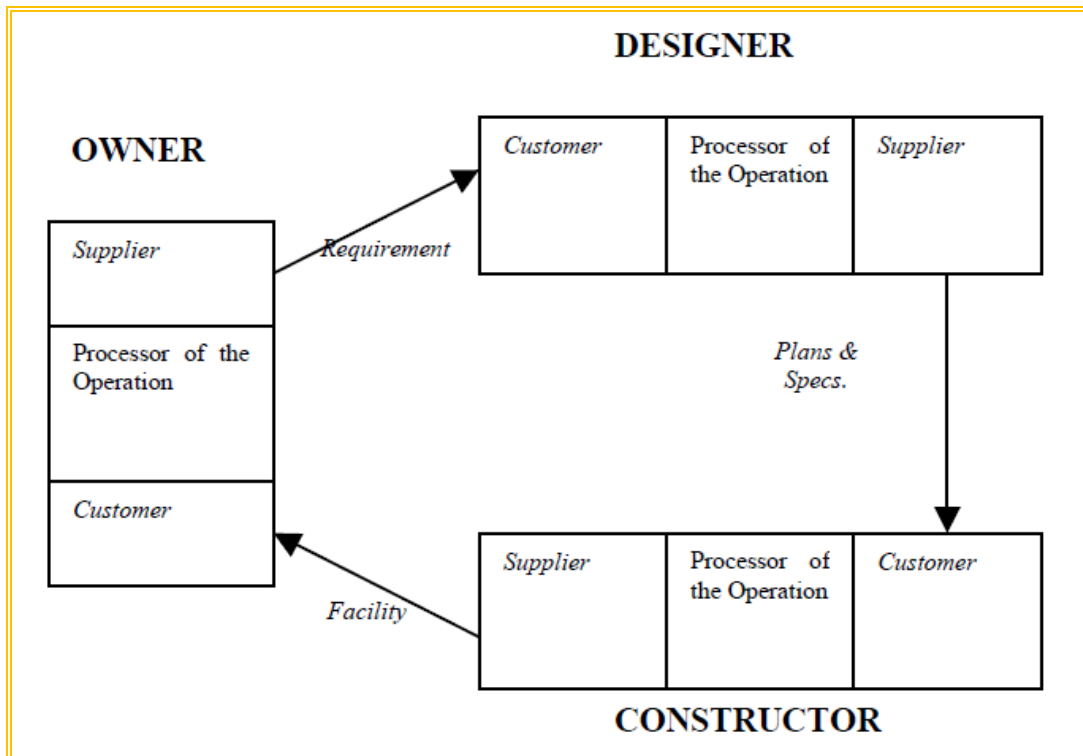 DESIGNER
OWNER
Customer
Processor of
the Operation
Supplier
Requirement
Supplier
Processor of the
Operation
Customer
Plans &
Specs.
Facility
Supplier
Processor of
the Operation
Customer
CONSTRUCTOR